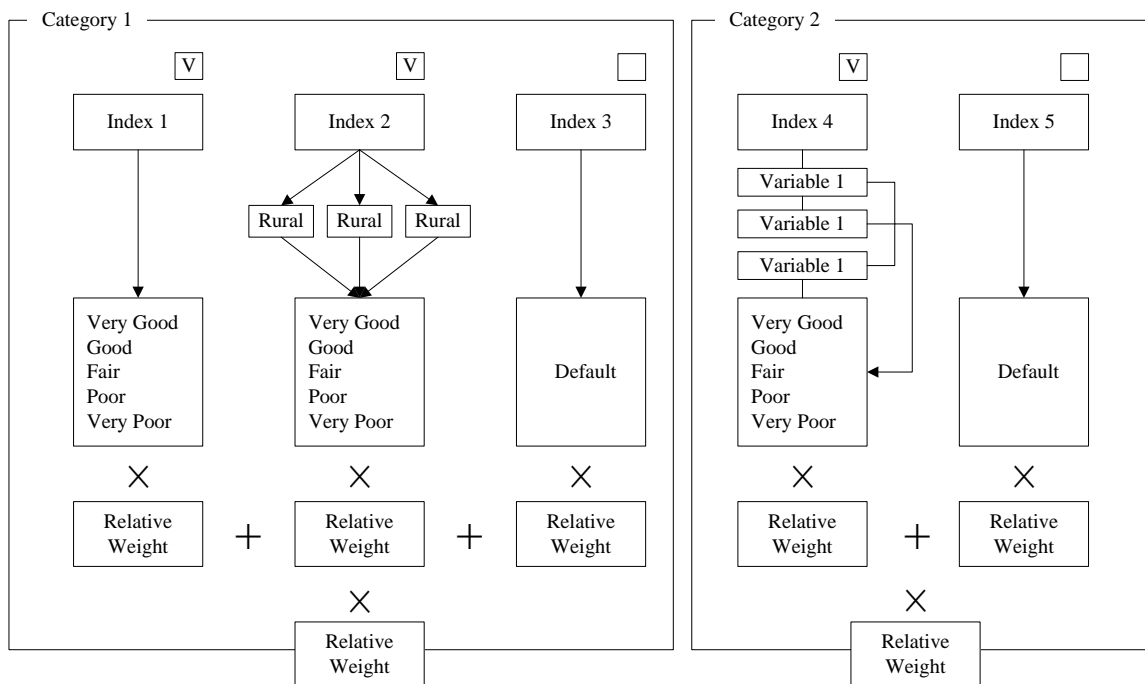 Category 1
Category 2
V
V
V
Index 1
Index 2
Index 3
Index 4
Index 5
Variable 1
Rural
Rural
Rural
Variable 1
Variable 1
Very Good
Good
Fair
Poor
Very Poor
Very Good
Good
Fair
Poor
Very Poor
Default
Very Good
Good
Fair
Poor
Very Poor
Default
Relative
Weight
+
Relative
Weight
+
Relative
Weight
Relative
Weight
+
Relative
Weight
Relative
Weight
Relative
Weight